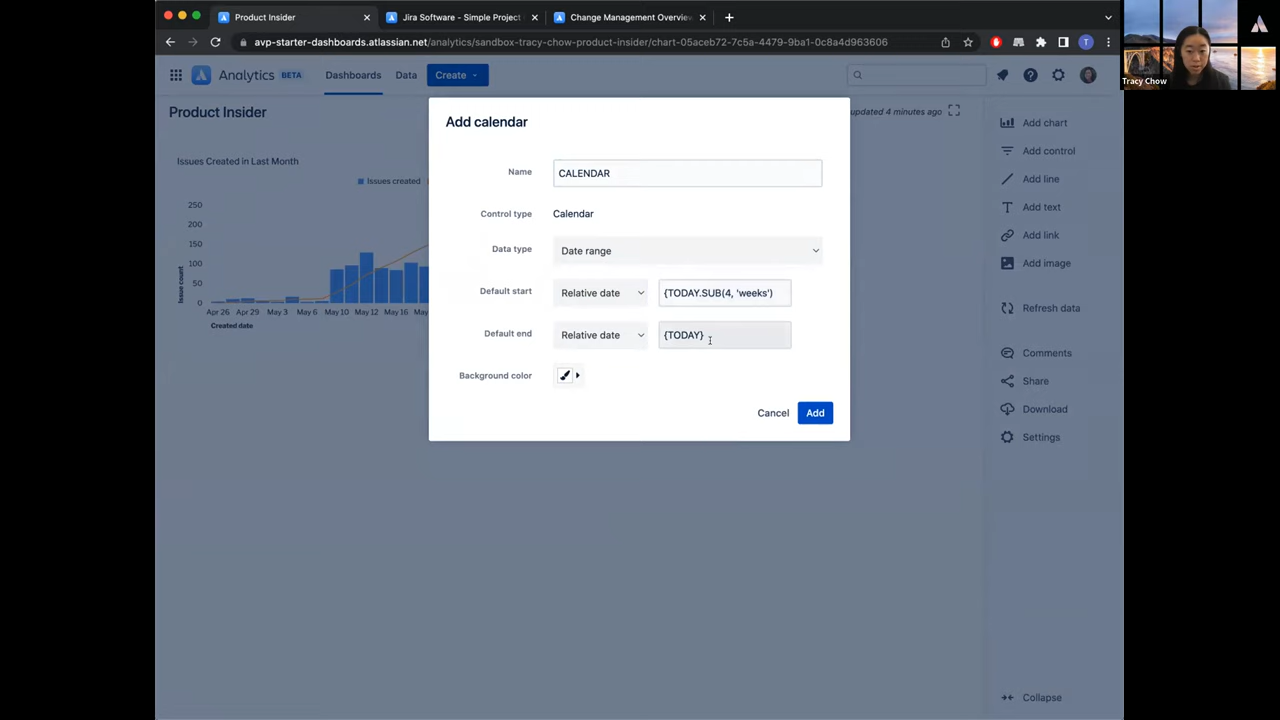 Product Insider
Jira Software - Simple Project
Change Management Overview
avp-starter-dashboards.atlassian.net/analytics/sandbox-tracy-chow-product-insider/chart-05aceb72-7c5a-4479-9ba1-0c8a4d963606
T
Tracy Chow
Analytics BETA Dashboards Data Create
Product Insider
updated 4 minutes ago
Issues Created in Last Month
Issues created
250
200
150
100
50
0
Issue count
Apr 26 Apr 29 May 3 May 6 May 10 May 12 May 16
Created date
Add calendar
Name CALENDAR
Control type Calendar
Data type Date range
Default start Relative date {TODAY.SUB(4, 'weeks')
Default end Relative date {TODAY}
Background color
Cancel Add
Add chart
Add control
Add line
Add text
Add link
Add image
Refresh data
Comments
Share
Download
Settings
Collapse